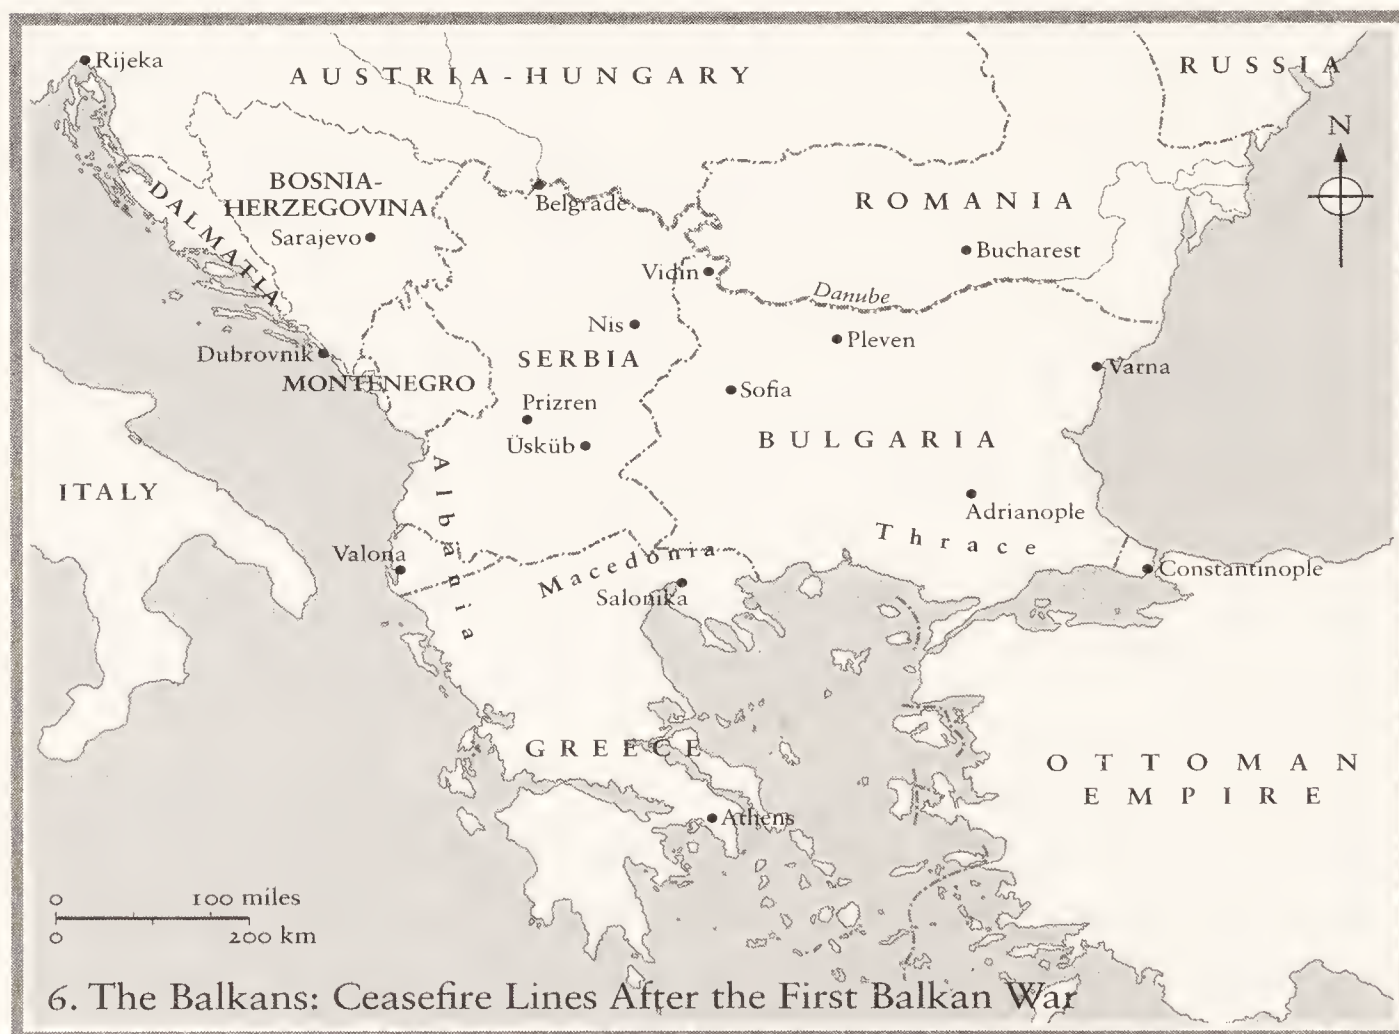 Rijeka
AUSTRIA-HUNGARY
RUSSIA
N
BOSNIA-
HERZEGOVINA
DALMATIA
Sarajevo
Belgrade
ROMANIA
Bucharest
Vidin
Danube
Nis
Pleven
Dubrovnik
SERBIA
Varna
MONTENEGRO
Sofia
Prizren
Üsküb
BULGARIA
ITALY
Albania
Adrianople
Thrace
Valona
Macedonia
Salonika
Constantinople
GREECE
OTTOMAN
EMPIRE
Athens
0 100 miles
0 200 km
6. The Balkans: Ceasefire Lines After the First Balkan War